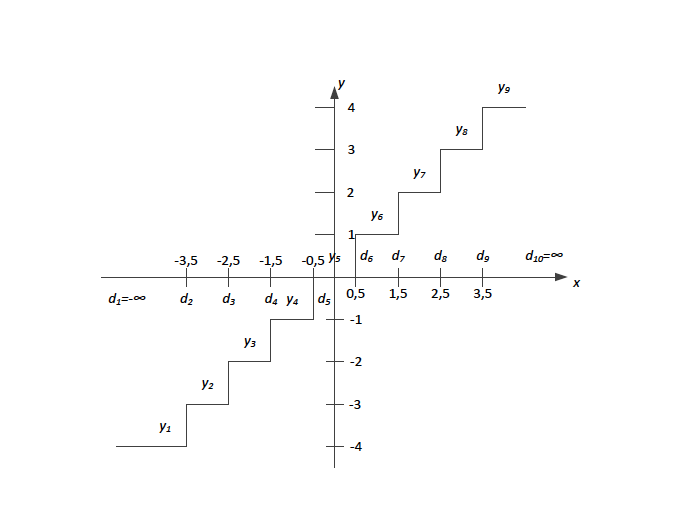 y₉
y
4
y₈
3
y₇
2
y₆
1
-3,5 -2,5 -1,5 -0,5 y₅ d₆ d₇ d₈ d₉ d₁₀=∞
x
d₁=-∞ d₂ d₃ d₄ y₄ d₅ 0,5 1,5 2,5 3,5
-1
y₃
-2
y₂
-3
y₁
-4